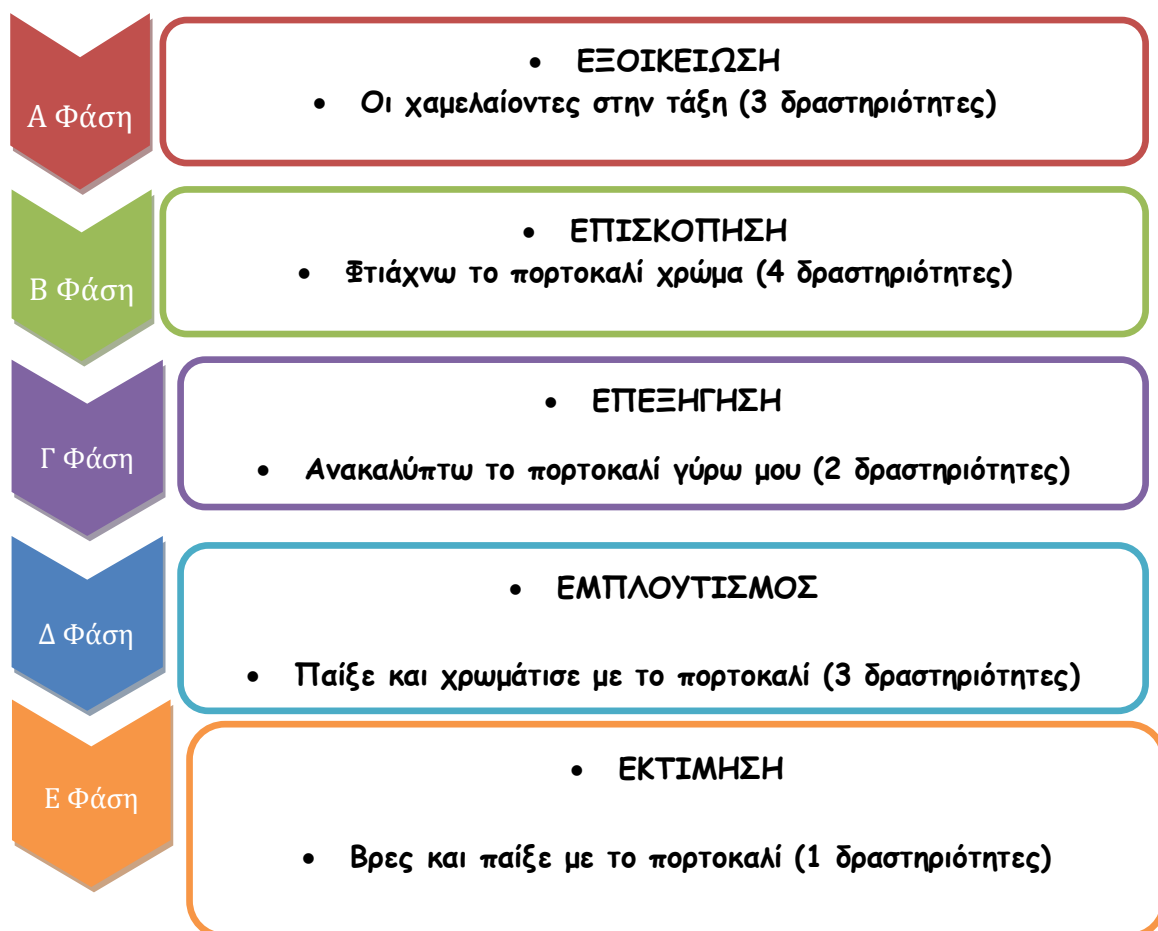 Α Φάση
• ΕΞΟΙΚΕΙΩΣΗ
• Οι χαμελαίοντες στην τάξη (3 δραστηριότητες)
Β Φάση
• ΕΠΙΣΚΟΠΗΣΗ
• Φτιάχνω το πορτοκαλί χρώμα (4 δραστηριότητες)
Γ Φάση
• ΕΠΕΞΗΓΗΣΗ
• Ανακαλύπτω το πορτοκαλί γύρω μου (2 δραστηριότητες)
Δ Φάση
• ΕΜΠΛΟΥΤΙΣΜΟΣ
• Παίξε και χρωμάτισε με το πορτοκαλί (3 δραστηριότητες)
Ε Φάση
• ΕΚΤΙΜΗΣΗ
• Βρες και παίξε με το πορτοκαλί (1 δραστηριότητες)